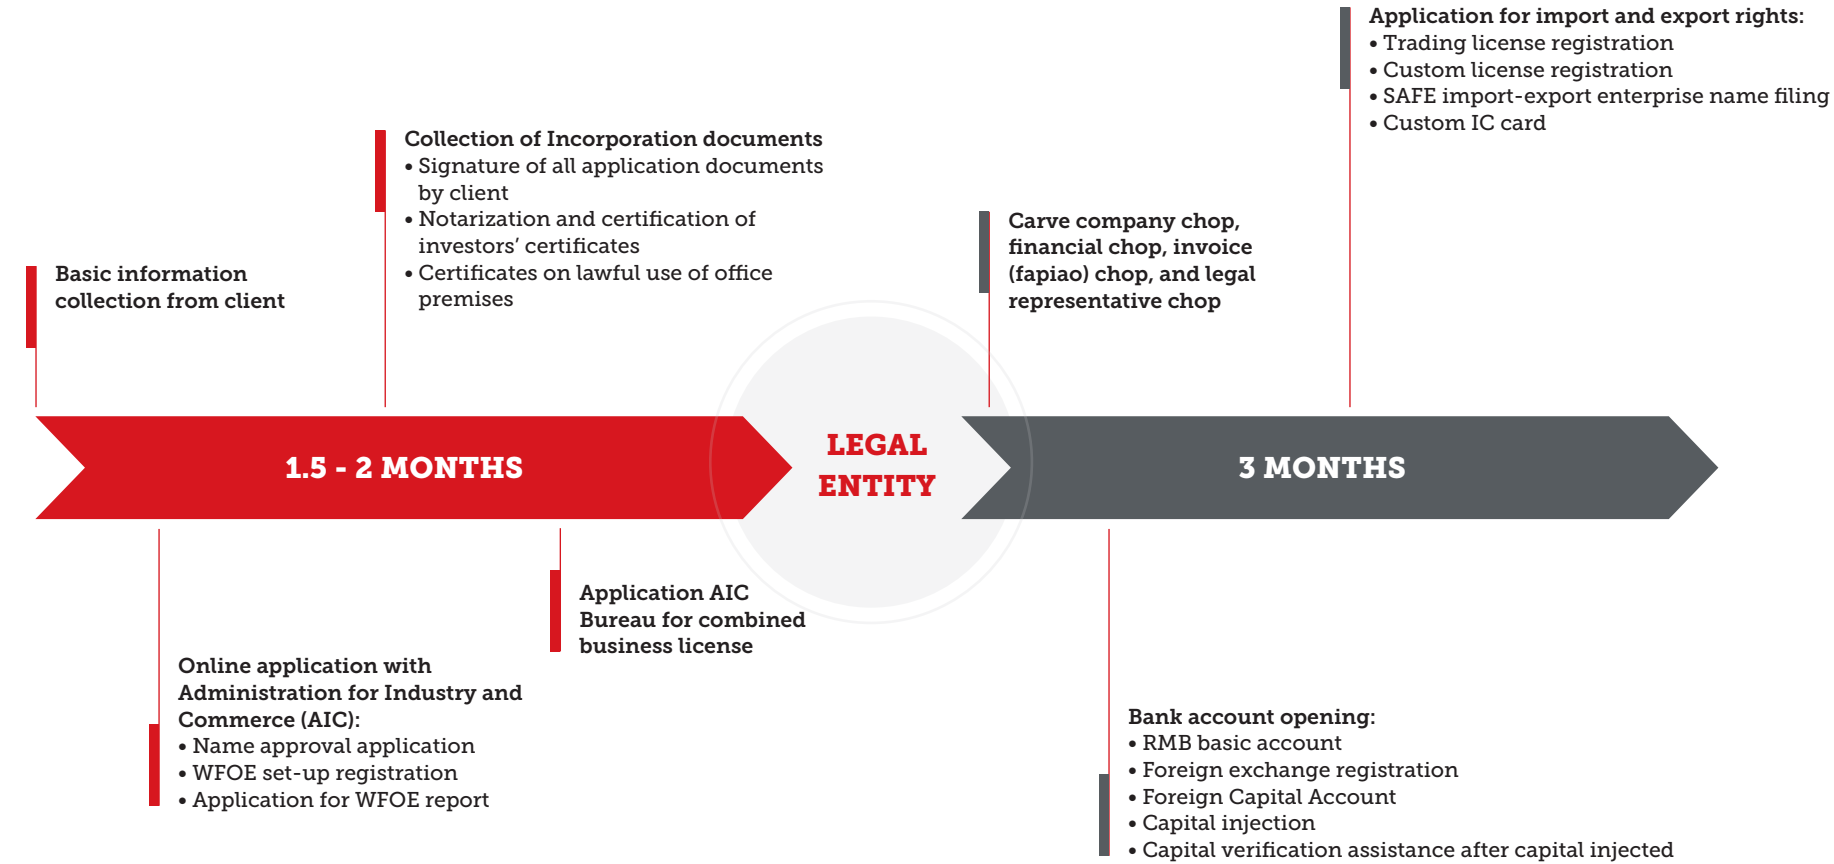 Basic information
collection from client
Collection of Incorporation documents
• Signature of all application documents
by client
• Notarization and certification of
investors’ certificates
• Certificates on lawful use of office
premises
Carve company chop,
financial chop, invoice
(fapiao) chop, and legal
representative chop
Application for import and export rights:
• Trading license registration
• Custom license registration
• SAFE import-export enterprise name filing
• Custom IC card
1.5 - 2 MONTHS
LEGAL
ENTITY
3 MONTHS
Online application with
Administration for Industry and
Commerce (AIC):
• Name approval application
• WFOE set-up registration
• Application for WFOE report
Application AIC
Bureau for combined
business license
Bank account opening:
• RMB basic account
• Foreign exchange registration
• Foreign Capital Account
• Capital injection
• Capital verification assistance after capital injected